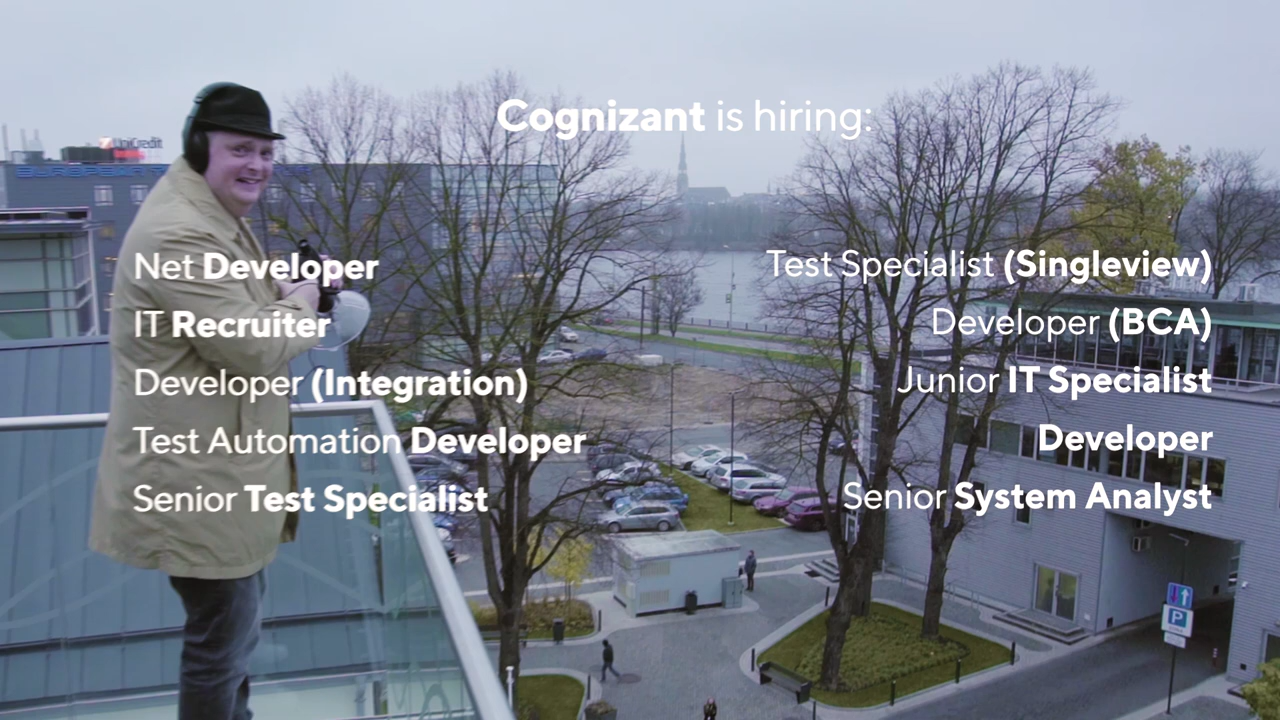 Cognizant is hiring:
UniCredit
Net Developer
IT Recruiter
Developer (Integration)
Test Automation Developer
Senior Test Specialist
Test Specialist (Singleview)
Developer (BCA)
Junior IT Specialist
Developer
Senior System Analyst
P